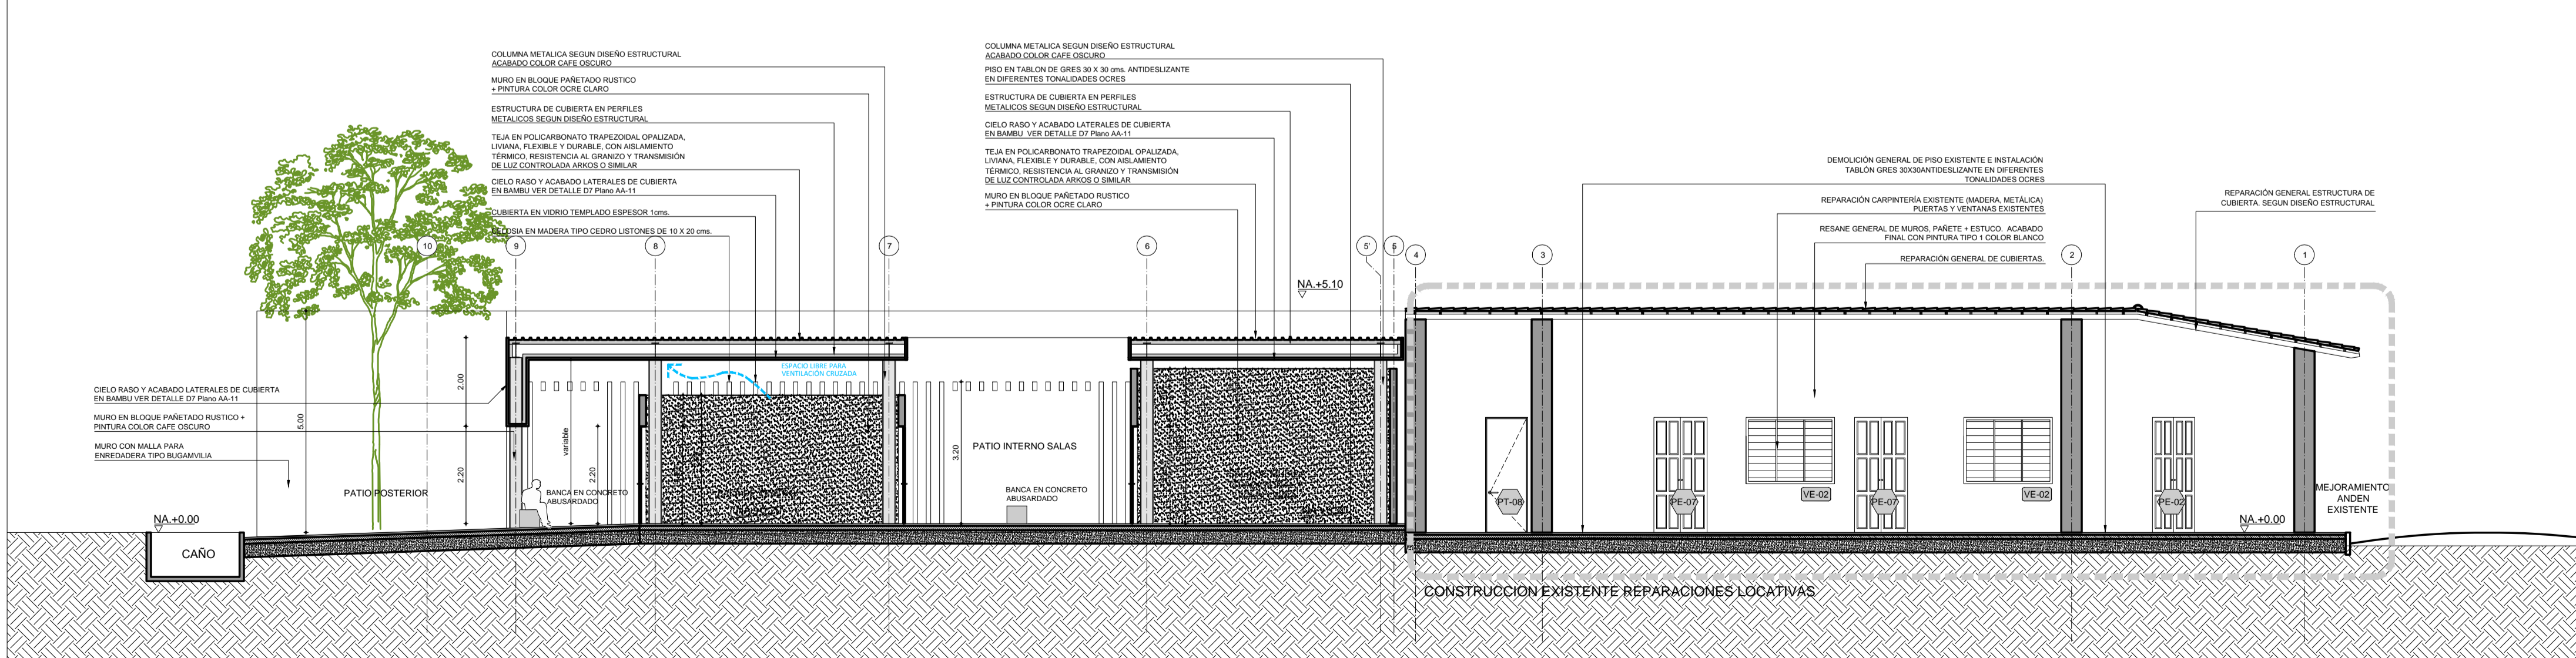 COLUMNA METALICA SEGUN DISEÑO ESTRUCTURAL
ACABADO COLOR CAFE OSCURO
MURO EN BLOQUE PAÑETADO RUSTICO
+ PINTURA COLOR OCRE CLARO
ESTRUCTURA DE CUBIERTA EN PERFILES
METALICOS SEGUN DISEÑO ESTRUCTURAL
TEJA EN POLICARBONATO TRAPEZOIDAL OPALIZADA,
LIVIANA, FLEXIBLE Y DURABLE, CON AISLAMIENTO
TÉRMICO, RESISTENCIA AL GRANIZO Y TRANSMISIÓN
DE LUZ CONTROLADA ARKOS O SIMILAR
CIELO RASO Y ACABADO LATERALES DE CUBIERTA
EN BAMBU VER DETALLE D7 Plano AA-11
CUBIERTA EN VIDRIO TEMPLADO ESPESOR 1cms.
CELOSIA EN MADERA TIPO CEDRO LISTONES DE 10 X 20 cms.
COLUMNA METALICA SEGUN DISEÑO ESTRUCTURAL
ACABADO COLOR CAFE OSCURO
PISO EN TABLON DE GRES 30 X 30 cms. ANTIDESLIZANTE
EN DIFERENTES TONALIDADES OCRES
ESTRUCTURA DE CUBIERTA EN PERFILES
METALICOS SEGUN DISEÑO ESTRUCTURAL
CIELO RASO Y ACABADO LATERALES DE CUBIERTA
EN BAMBU VER DETALLE D7 Plano AA-11
TEJA EN POLICARBONATO TRAPEZOIDAL OPALIZADA,
LIVIANA, FLEXIBLE Y DURABLE, CON AISLAMIENTO
TÉRMICO, RESISTENCIA AL GRANIZO Y TRANSMISIÓN
DE LUZ CONTROLADA ARKOS O SIMILAR
MURO EN BLOQUE PAÑETADO RUSTICO
+ PINTURA COLOR OCRE CLARO
DEMOLICIÓN GENERAL DE PISO EXISTENTE E INSTALACIÓN
TABLÓN GRES 30X30ANTIDESLIZANTE EN DIFERENTES
TONALIDADES OCRES
REPARACIÓN CARPINTERÍA EXISTENTE (MADERA, METÁLICA)
PUERTAS Y VENTANAS EXISTENTES
RESANE GENERAL DE MUROS, PAÑETE + ESTUCO. ACABADO
FINAL CON PINTURA TIPO 1 COLOR BLANCO
REPARACIÓN GENERAL DE CUBIERTAS.
REPARACIÓN GENERAL ESTRUCTURA DE
CUBIERTA. SEGUN DISEÑO ESTRUCTURAL
10
9
8
7
6
5'
5
4
3
2
1
NA.+5.10
ESPACIO LIBRE PARA
VENTILACIÓN CRUZADA
CIELO RASO Y ACABADO LATERALES DE CUBIERTA
EN BAMBU VER DETALLE D7 Plano AA-11
MURO EN BLOQUE PAÑETADO RUSTICO +
PINTURA COLOR CAFE OSCURO
MURO CON MALLA PARA
ENREDADERA TIPO BUGAMVILIA
5.00
2.00
2.20
variable
2.20
3.20
PATIO POSTERIOR
BANCA EN CONCRETO
ABUSARDADO
PATIO INTERNO SALAS
BANCA EN CONCRETO
ABUSARDADO
PT-08
PE-07
VE-02
PE-07
VE-02
PE-02
MEJORAMIENTO
ANDEN
EXISTENTE
NA.+0.00
NA.+0.00
CAÑO
CONSTRUCCION EXISTENTE REPARACIONES LOCATIVAS